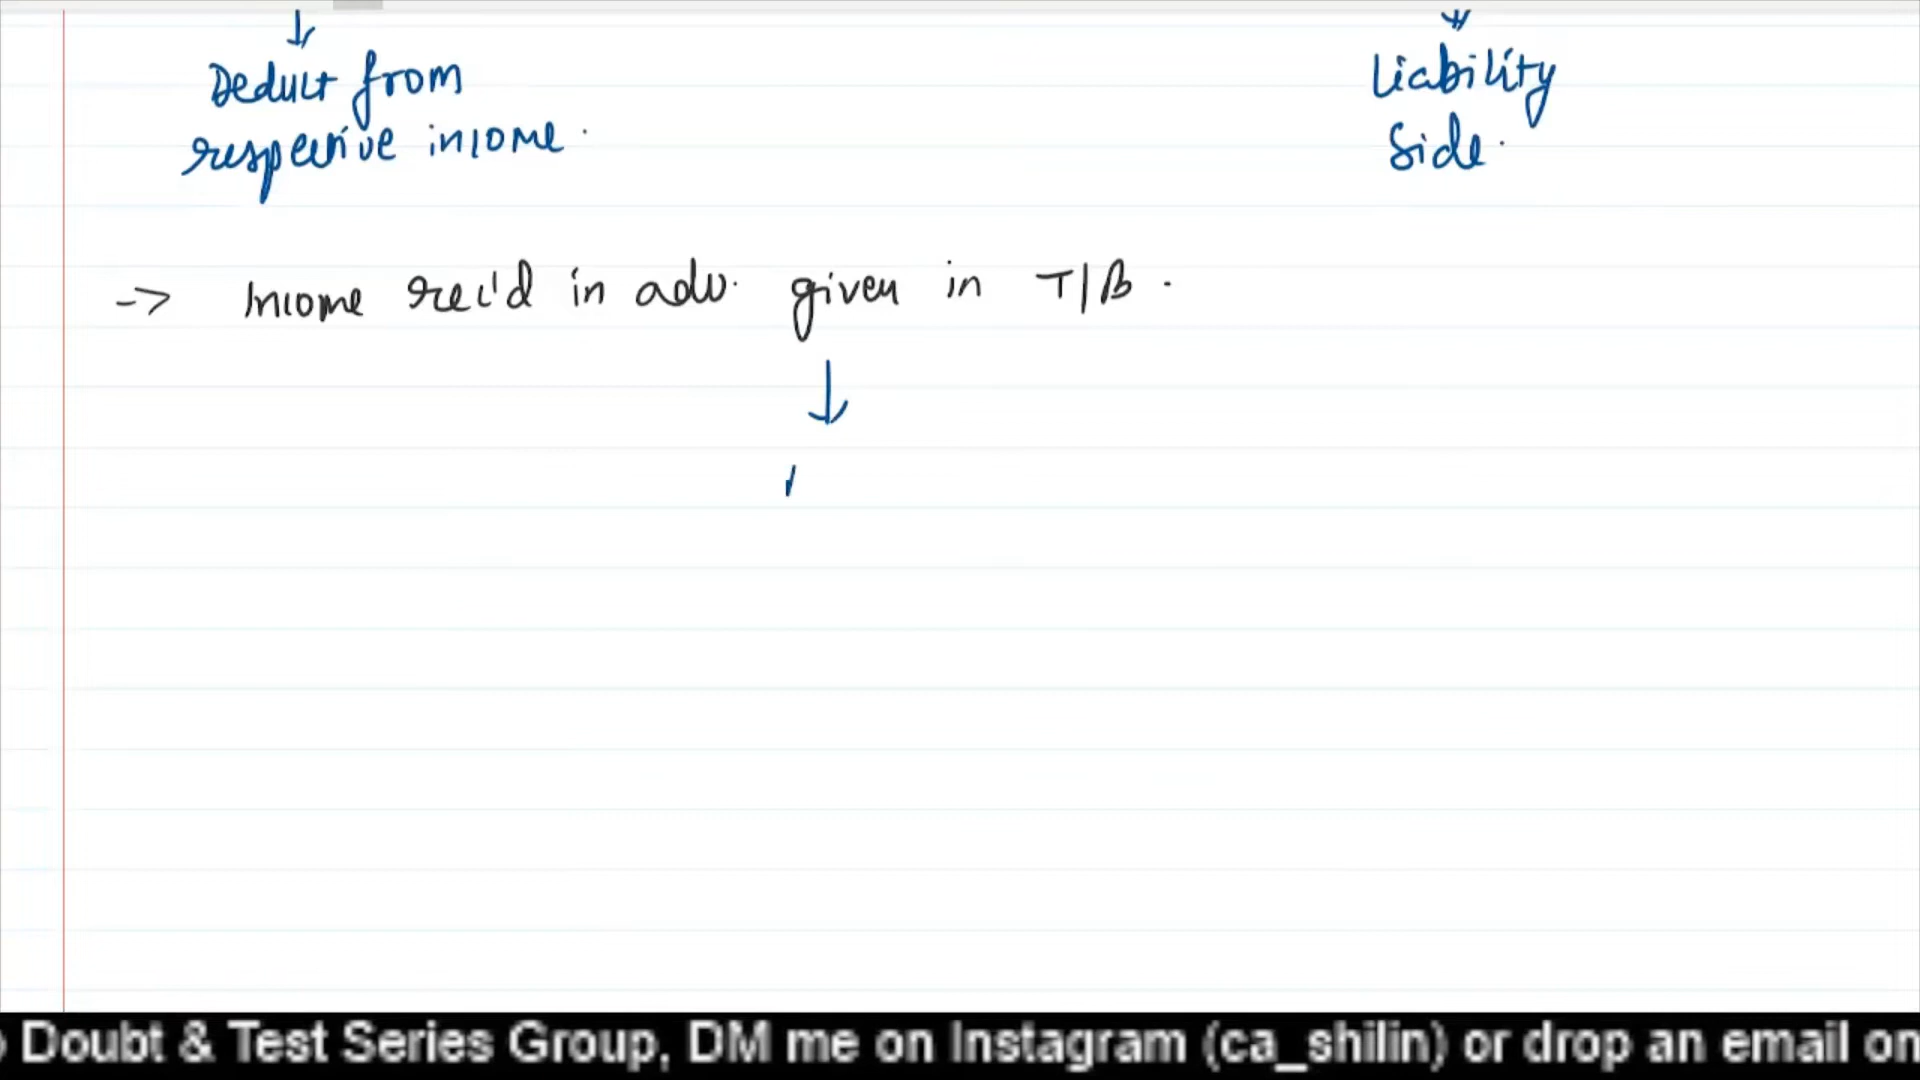 Deduct from
respective income.
Liability
Side.
-> Income rec'd in adv. given in T/B.
Doubt & Test Series Group, DM me on Instagram (ca_shilin) or drop an email on